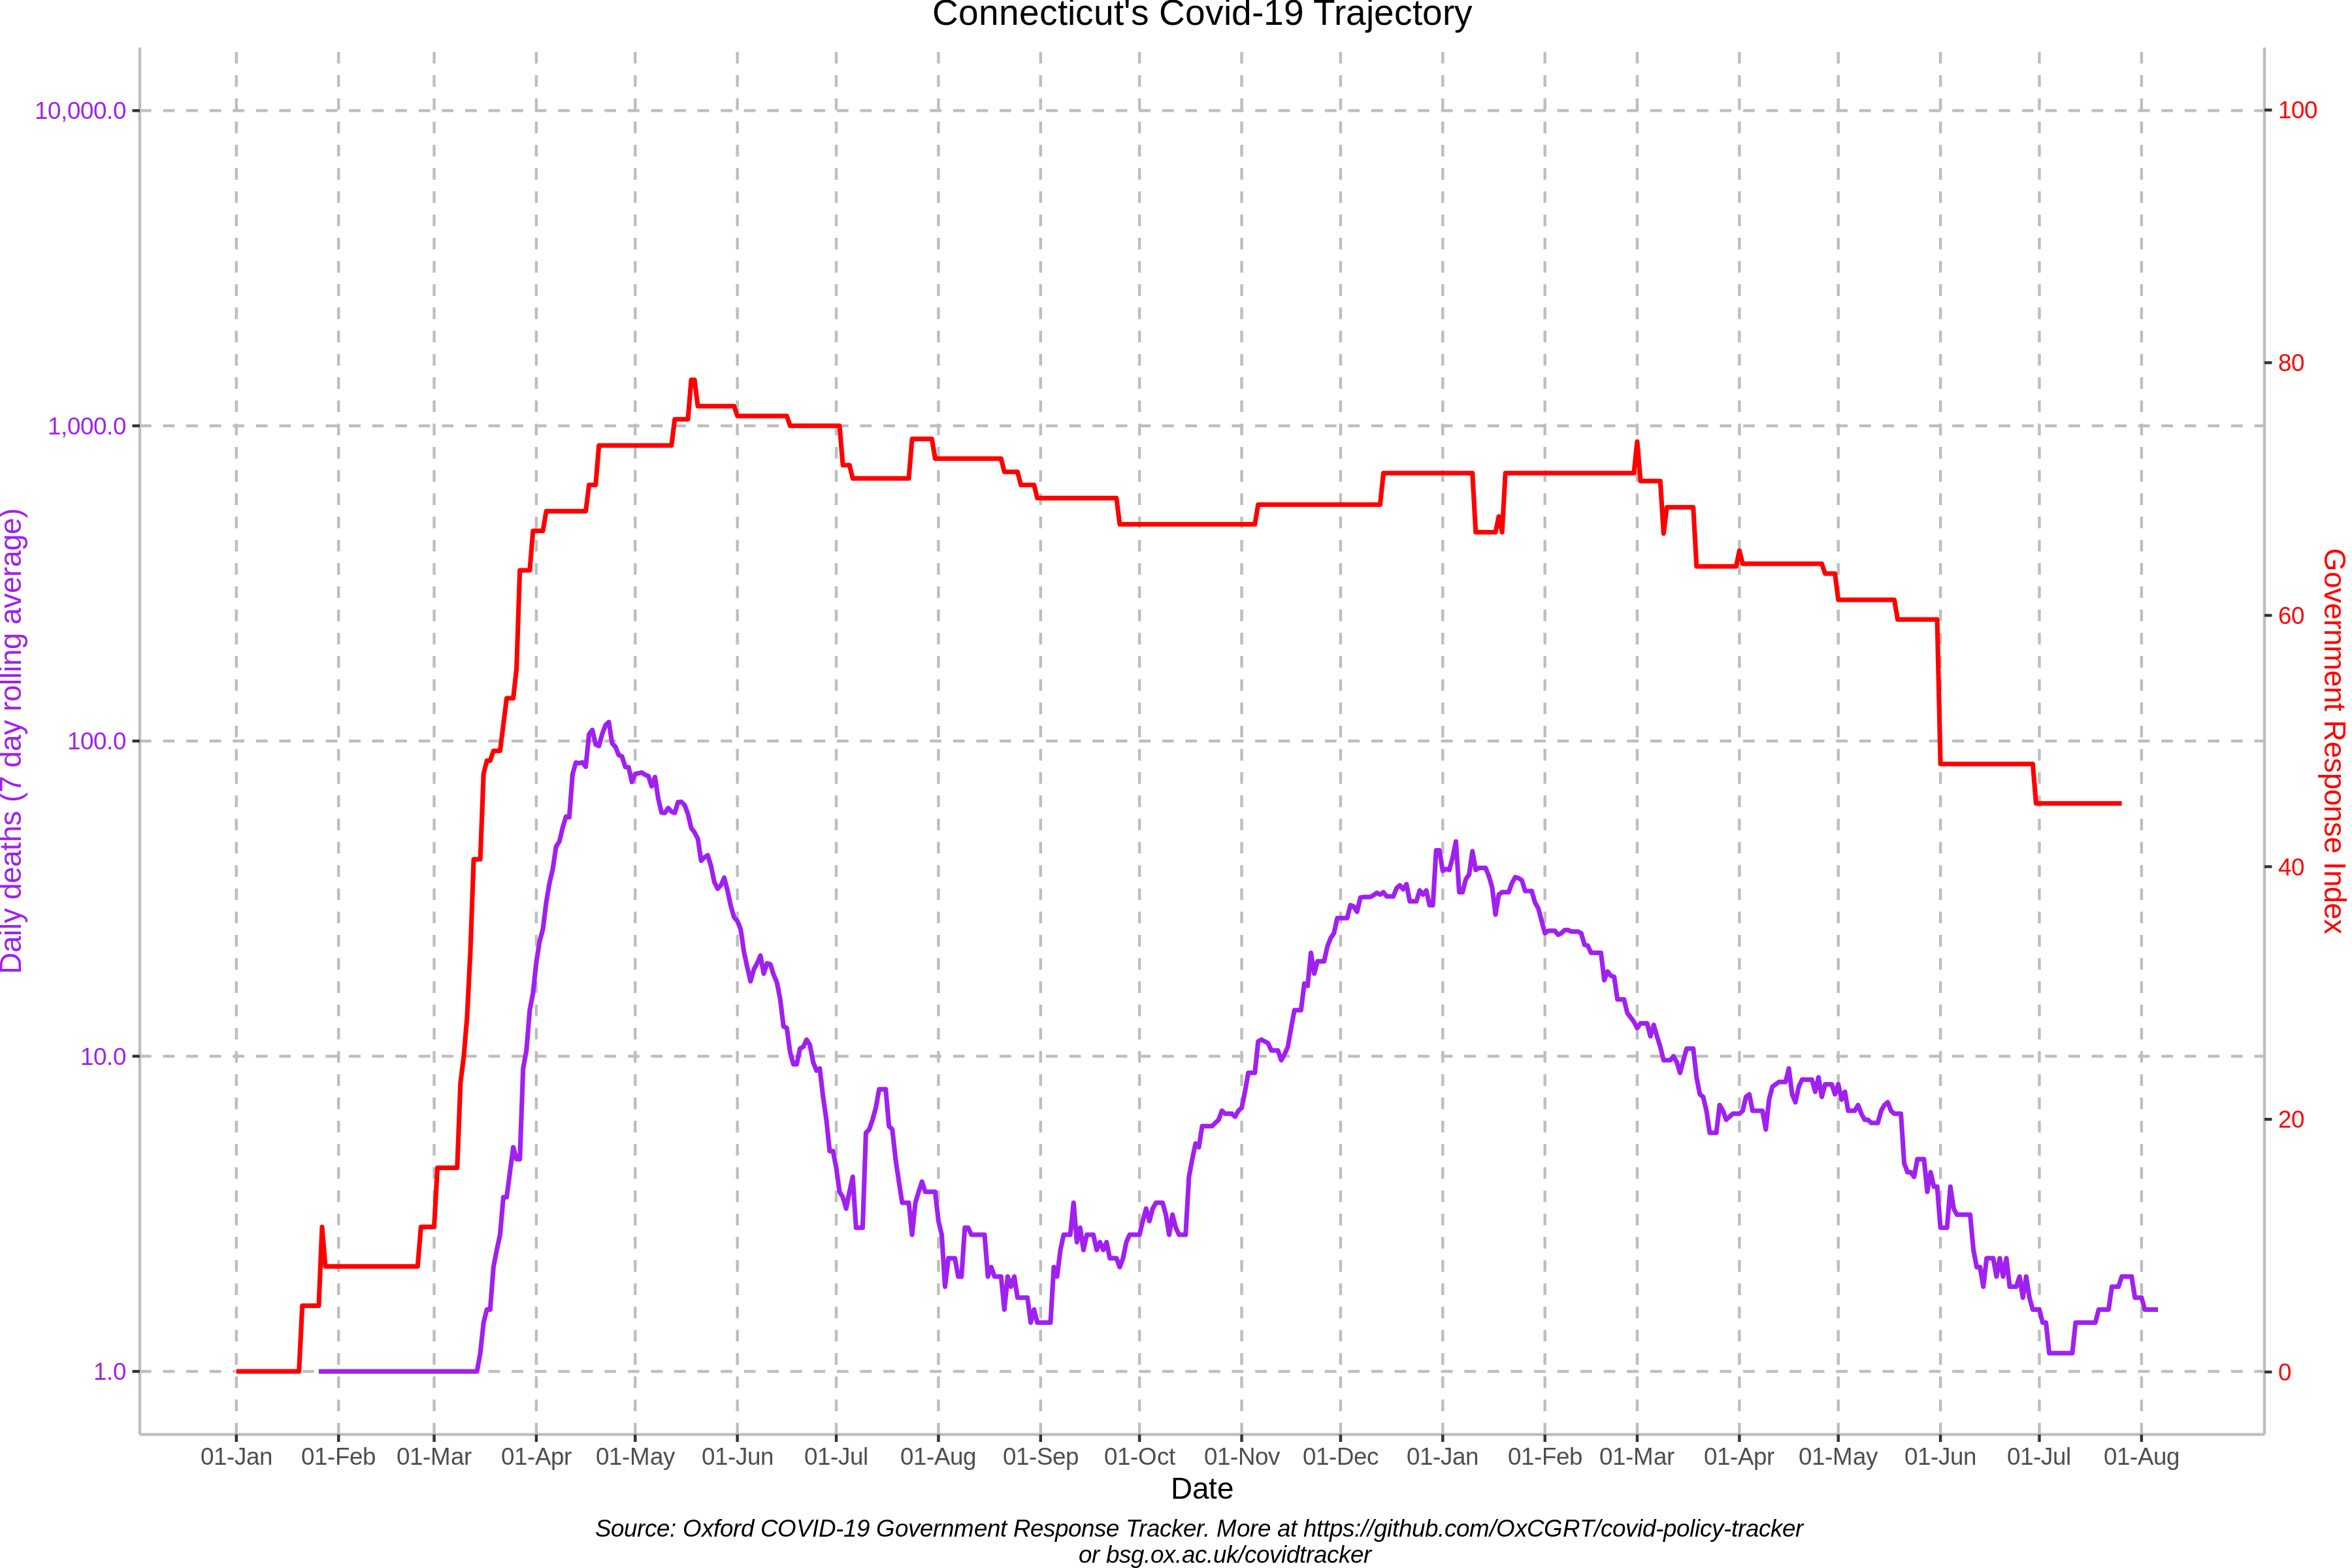 Connecticut's Covid-19 Trajectory
10,000.0
1,000.0
100.0
10.0
1.0
Daily deaths (7 day rolling average)
100
80
60
40
20
0
Government Response Index
01-Jan 01-Feb 01-Mar 01-Apr 01-May 01-Jun 01-Jul 01-Aug 01-Sep 01-Oct 01-Nov 01-Dec 01-Jan 01-Feb 01-Mar 01-Apr 01-May 01-Jun 01-Jul 01-Aug
Date
Source: Oxford COVID-19 Government Response Tracker. More at https://github.com/OxCGRT/covid-policy-tracker
or bsg.ox.ac.uk/covidtracker